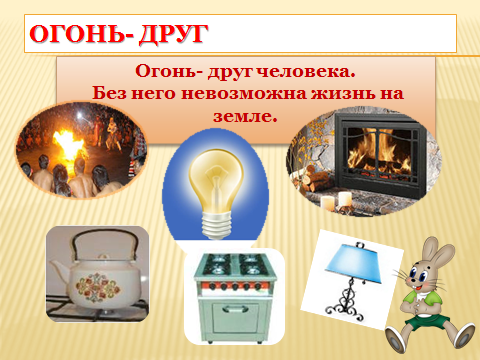 ОГОНЬ- ДРУГ
Огонь- друг человека.
Без него невозможна жизнь на
земле.